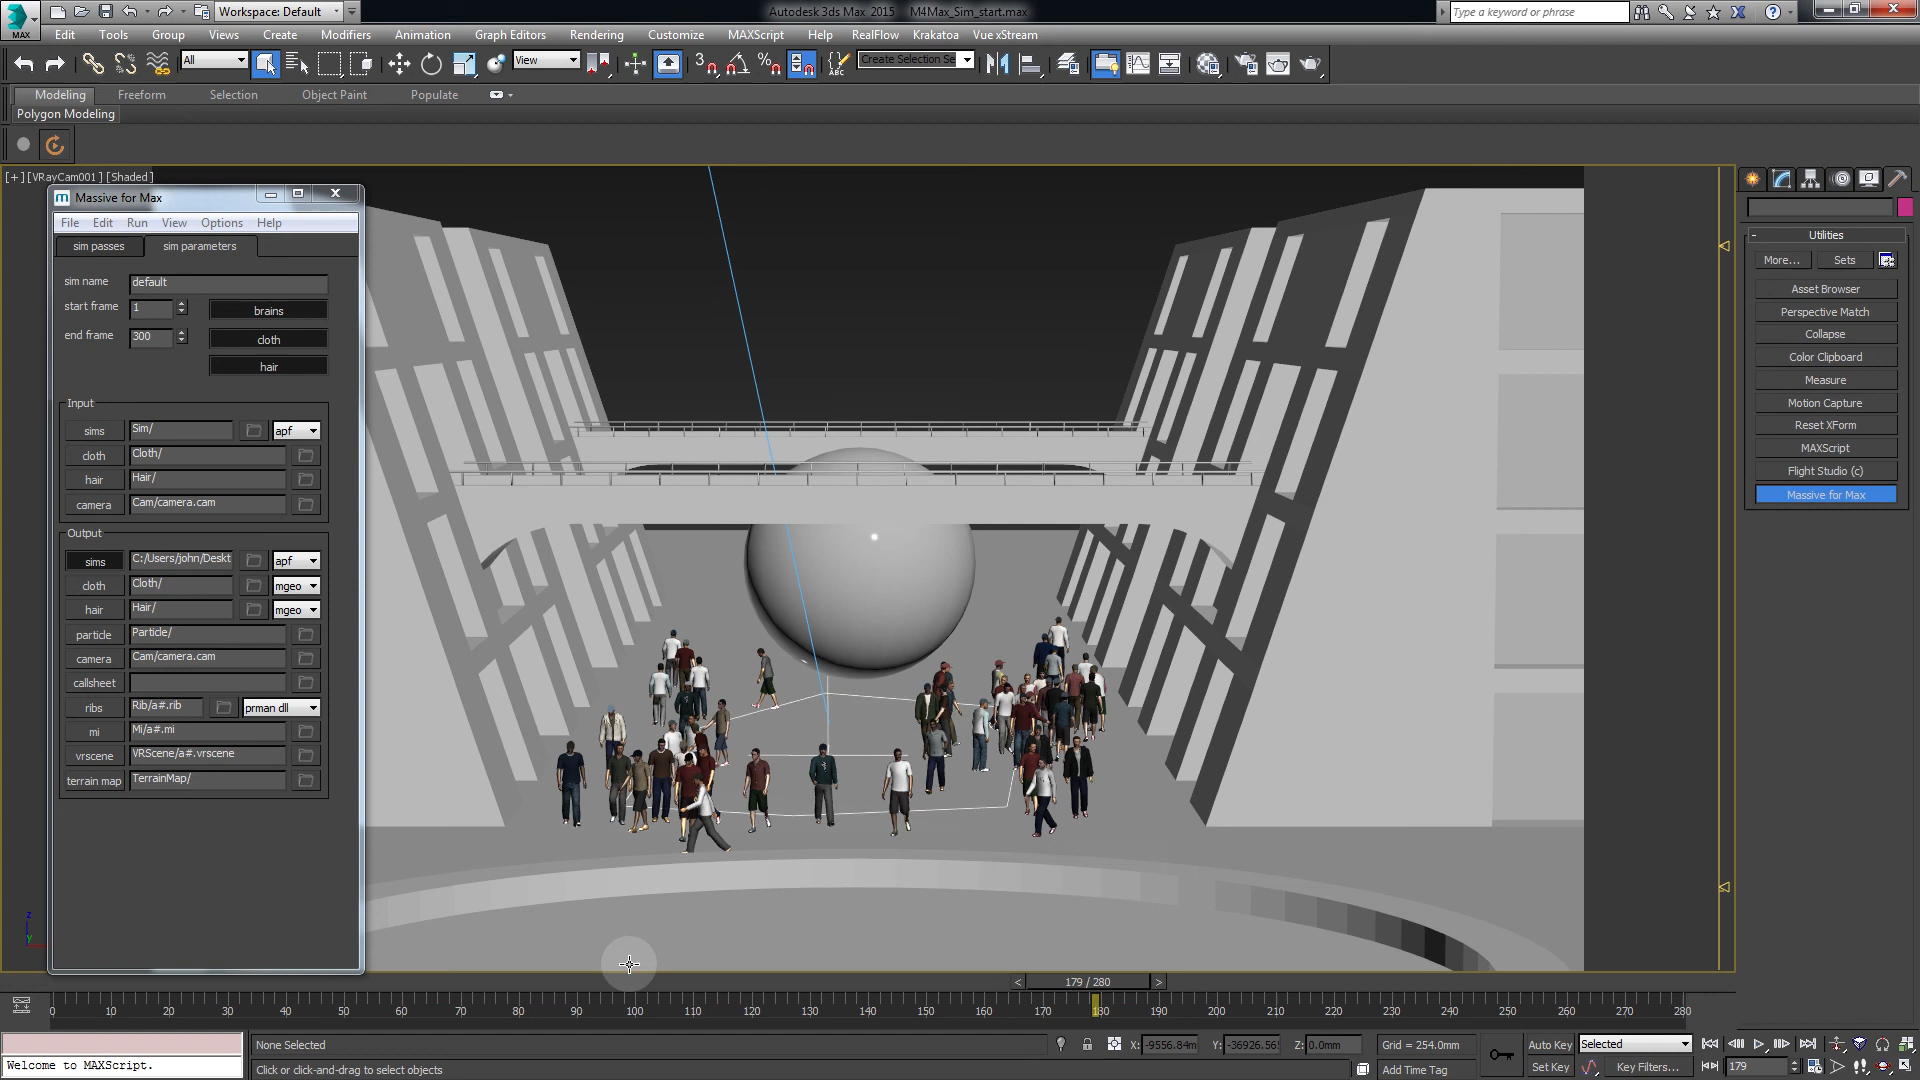 Workspace: Default
Autodesk 3ds Max 2015 M4Max_Sim_start.max
Type a keyword or phrase
MAX
Edit Tools Group Views Create Modifiers Animation Graph Editors Rendering Customize MAXScript Help RealFlow Krakatoa Vue xStream
All
View
3
%
ABC
Create Selection Se
Modeling Freeform Selection Object Paint Populate
Polygon Modeling
[+] [VRayCam001 ] [Shaded ]
Massive for Max
File Edit Run View Options Help
sim passes sim parameters
sim name default
start frame 1 brains
end frame 300 cloth
hair
Input
sims Sim/ apf
cloth Cloth/
hair Hair/
camera Cam/camera.cam
Output
sims C:/Users/john/Deskt apf
cloth Cloth/ mgeo
hair Hair/ mgeo
particle Particle/
camera Cam/camera.cam
callsheet
ribs Rib/a#.rib prman dll
mi Mi/a#.mi
vrscene VRScene/a#.vrscene
terrain map TerrainMap/
- Utilities
More... Sets
Asset Browser
Perspective Match
Collapse
Color Clipboard
Measure
Motion Capture
Reset XForm
MAXScript
Flight Studio (c)
Massive for Max
z
y
< 179 / 280 >
0 10 20 30 40 50 60 70 80 90 100 110 120 130 140 150 160 170 180 190 200 210 220 230 240 250 260 270 280
None Selected X: -9556.84m Y: -36926.56 Z: 0.0mm Grid = 254.0mm Auto Key Selected
Welcome to MAXScript. Click or click-and-drag to select objects Add Time Tag Set Key Key Filters... 179